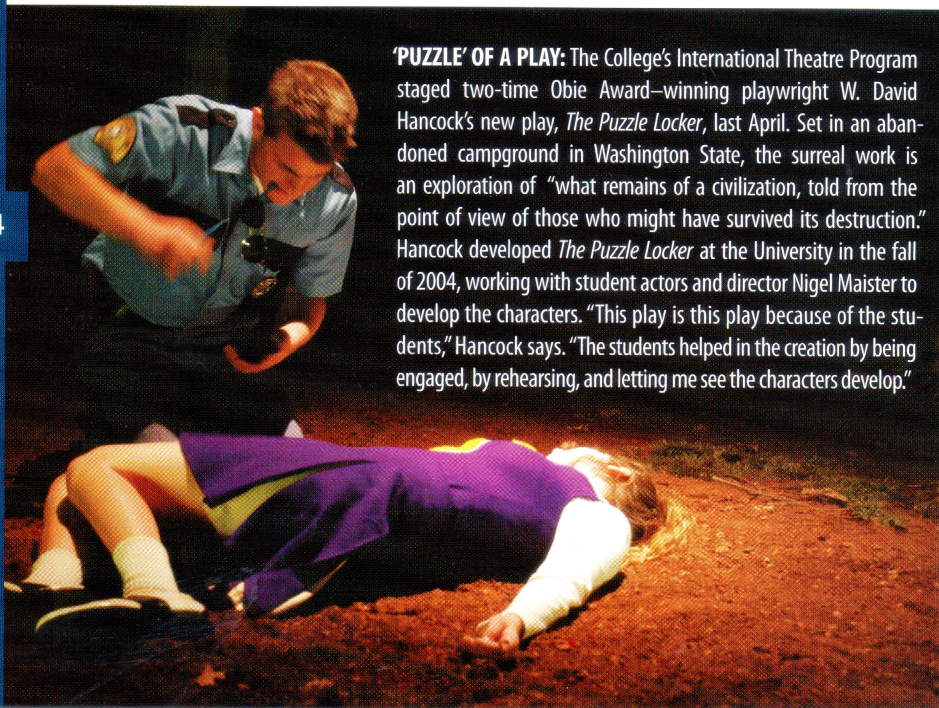 ‘PUZZLE’ OF A PLAY: The College’s International Theatre Program
staged two-time Obie Award–winning playwright W. David
Hancock’s new play, The Puzzle Locker, last April. Set in an aban-
doned campground in Washington State, the surreal work is
an exploration of “what remains of a civilization, told from the
point of view of those who might have survived its destruction.”
Hancock developed The Puzzle Locker at the University in the fall
of 2004, working with student actors and director Nigel Maister to
develop the characters. “This play is this play because of the stu-
dents,” Hancock says. “The students helped in the creation by being
engaged, by rehearsing, and letting me see the characters develop.”